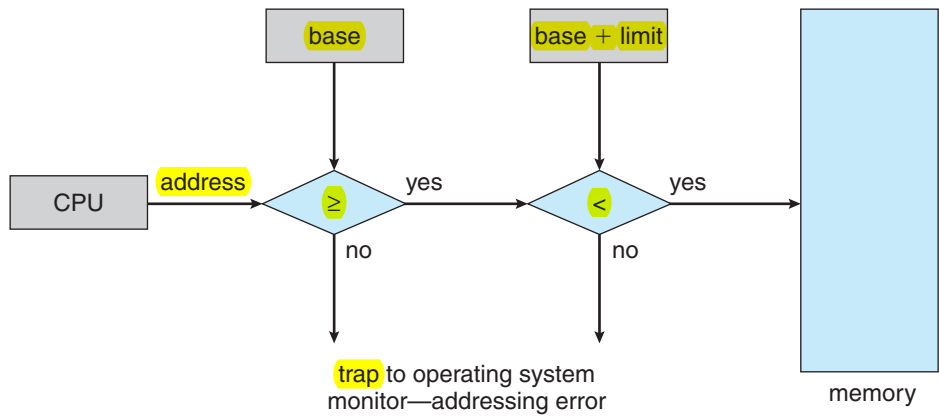 base
base + limit
CPU
address
≥
yes
<
yes
no
no
trap to operating system
monitor—addressing error
memory